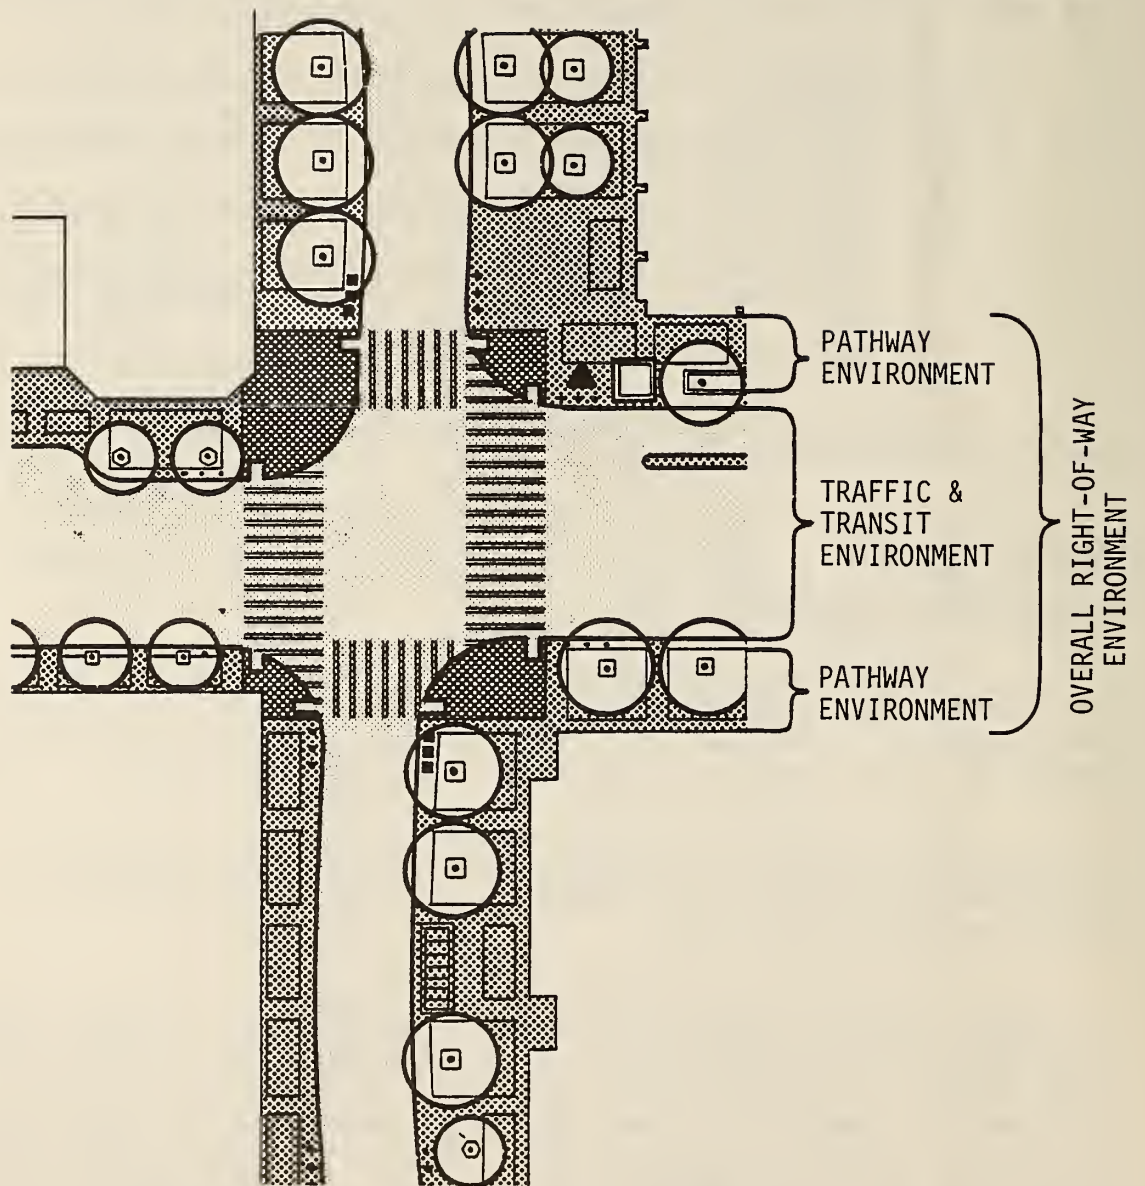 PATHWAY
ENVIRONMENT
TRAFFIC &
TRANSIT
ENVIRONMENT
PATHWAY
ENVIRONMENT
OVERALL RIGHT-OF-WAY
ENVIRONMENT